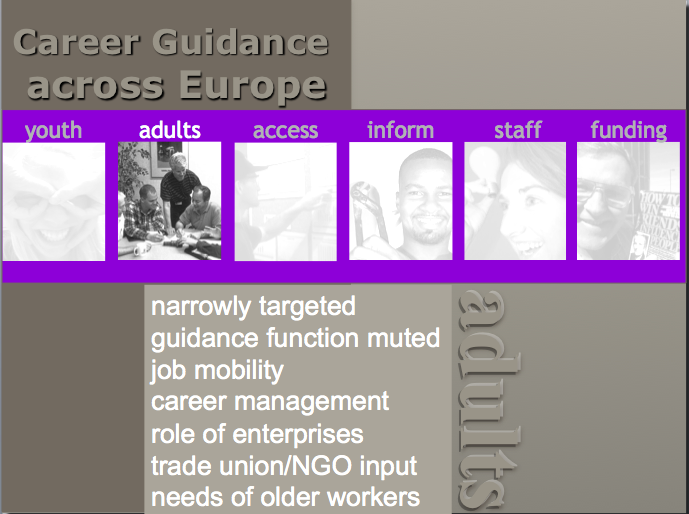 Career Guidance
across Europe
youth adults access inform staff funding
narrowly targeted
guidance function muted
job mobility
career management
role of enterprises
trade union/NGO input
needs of older workers
adults